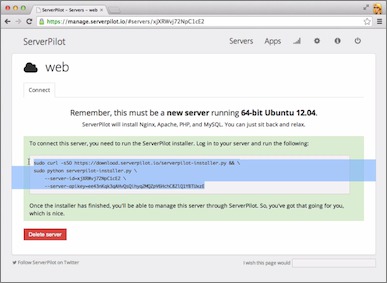 ServerPilot – Servers – web
https://manage.serverpilot.io/#servers/xjXRWvj72NpC1cE2
ServerPilot
Servers Apps
web
Connect
Remember, this must be a new server running 64-bit Ubuntu 12.04.
ServerPilot will install Nginx, Apache, PHP, and MySQL. You can just sit back and relax.
To connect this server, you need to run the ServerPilot installer. Log in to your server and run the following:
sudo curl -sSO https://download.serverpilot.io/serverpilot-installer.py && \
sudo python serverpilot-installer.py \
--server-id=xjXRWvj72NpC1cE2 \
Once the installer has finished, you'll be able to manage this server through ServerPilot. So, you've got that going for you,
which is nice.
Delete server
Follow ServerPilot on Twitter
I wish this page would